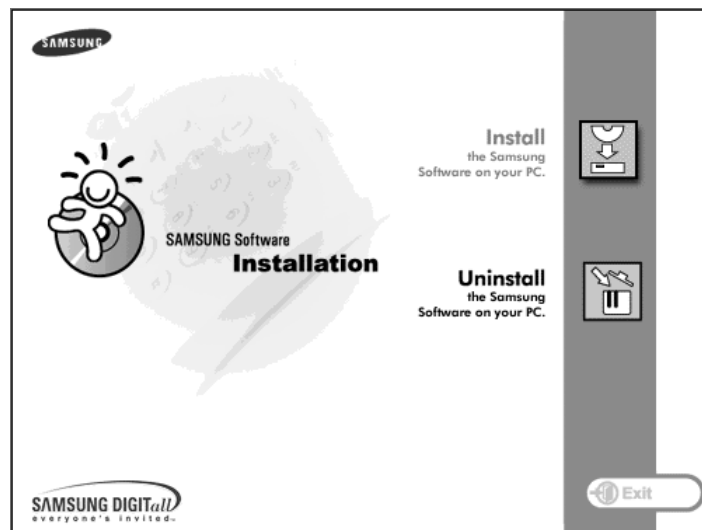 SAMSUNG
Install
the Samsung
Software on your PC.
SAMSUNG Software
Installation
Uninstall
the Samsung
Software on your PC.
SAMSUNG DIGITall
everyone's invited™
Exit